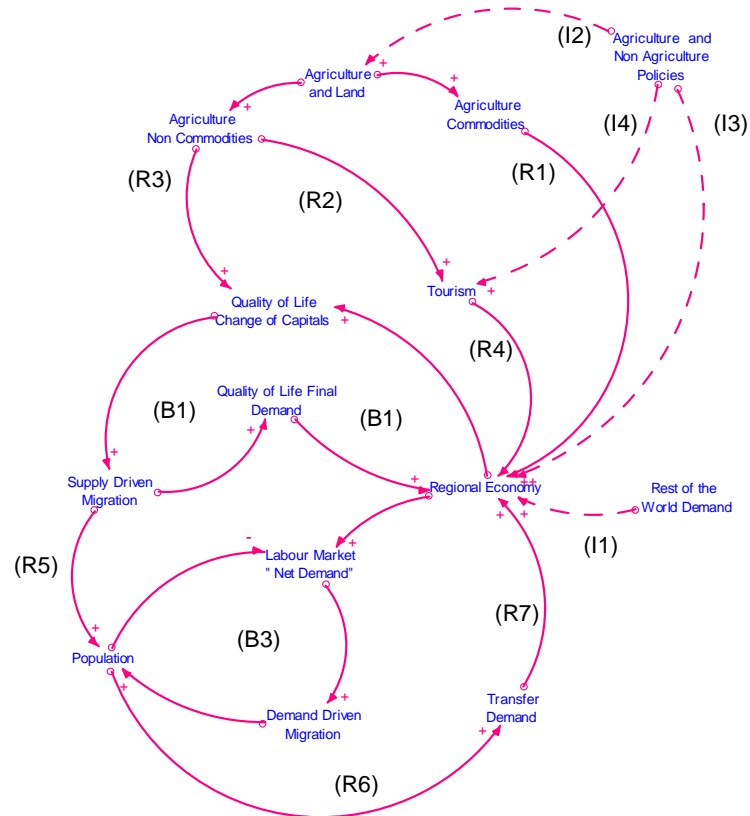 (I2)
Agriculture and
Non Agriculture
Policies
+
Agriculture
and Land
+
+
Agriculture
Commodities
(I4)
(I3)
Agriculture
Non Commodities
(R1)
(R3)
(R2)
+
+
Tourism
+
Quality of Life
Change of Capitals
+
(R4)
(B1)
Quality of Life Final
Demand
(B1)
+
+
Supply Driven
Migration
+
Regional Economy
++
+
+
Rest of the
World Demand
(I1)
-
+
Labour Market
" Net Demand"
(R5)
+
Population
+
(B3)
(R7)
+
Demand Driven
Migration
Transfer
Demand
+
(R6)